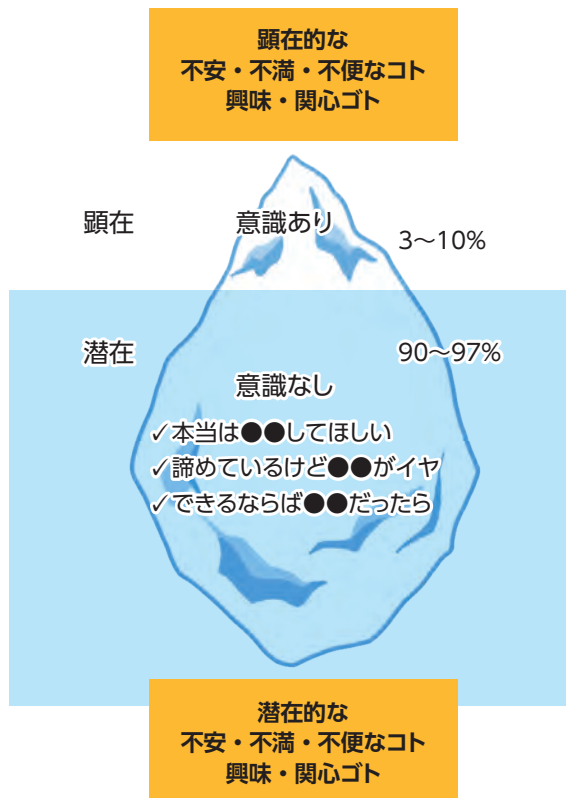 顕在的な
不安・不満・不便なコト
興味・関心ゴト
顕在
意識あり
3〜10%
潜在
90〜97%
意識なし
✓本当は●●してほしい
✓諦めているけど●●がイヤ
✓できるならば●●だったら
潜在的な
不安・不満・不便なコト
興味・関心ゴト